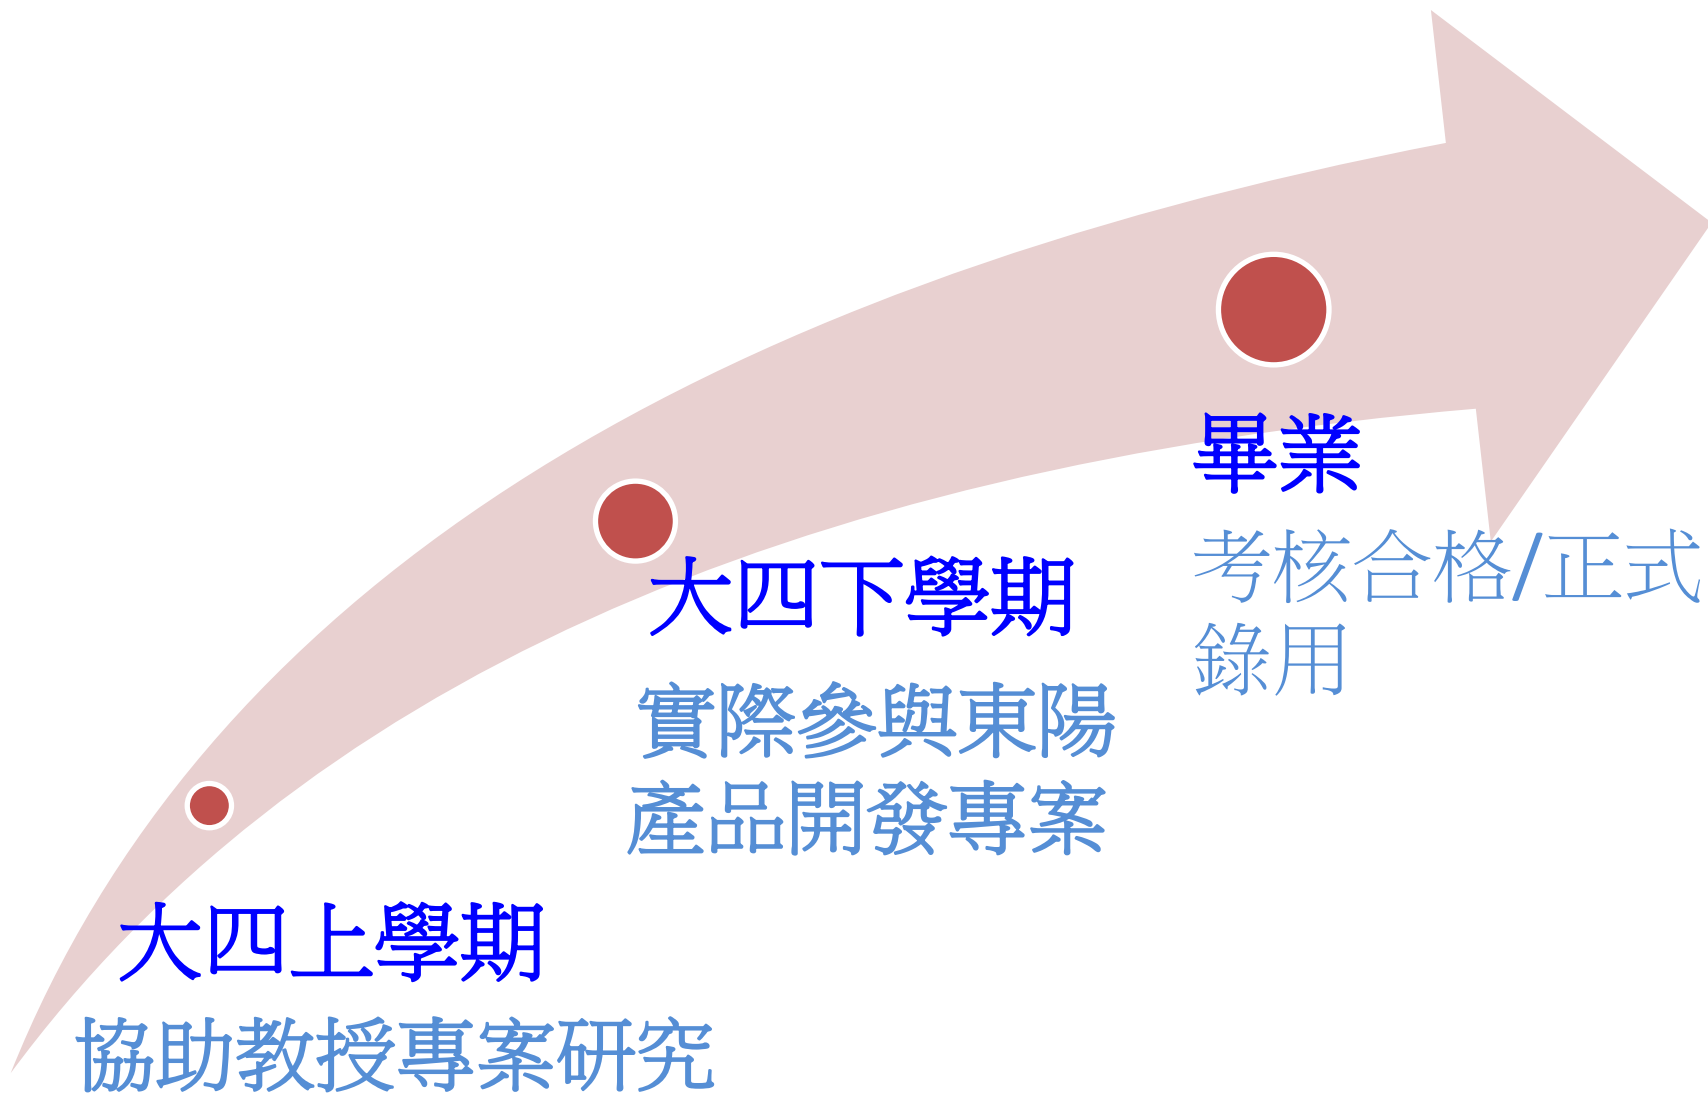 大四上學期
協助教授專案研究
大四下學期
實際參與東陽
產品開發專案
畢業
考核合格/正式
錄用